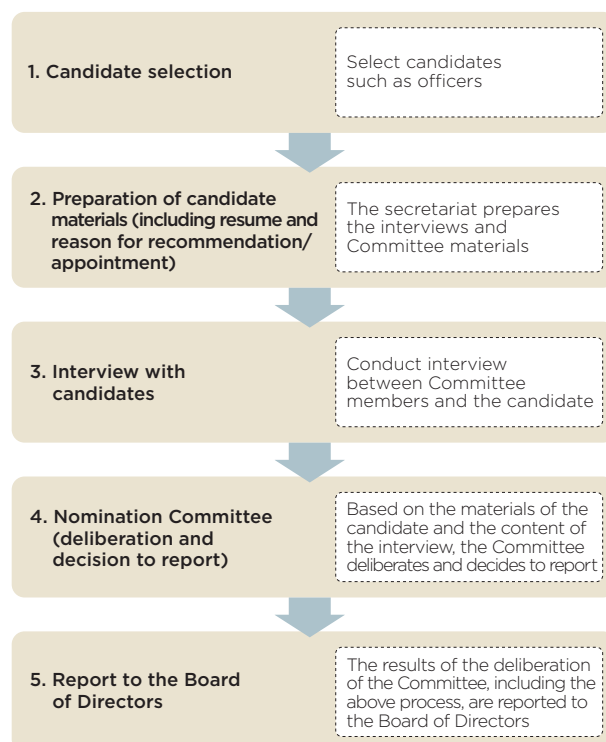 1. Candidate selection
Select candidates
such as officers
2. Preparation of candidate
materials (including resume and
reason for recommendation/
appointment)
The secretariat prepares
the interviews and
Committee materials
3. Interview with
candidates
Conduct interview
between Committee
members and the candidate
4. Nomination Committee
(deliberation and
decision to report)
Based on the materials of the
candidate and the content of
the interview, the Committee
deliberates and decides to report
5. Report to the Board
of Directors
The results of the deliberation
of the Committee, including the
above process, are reported to
the Board of Directors